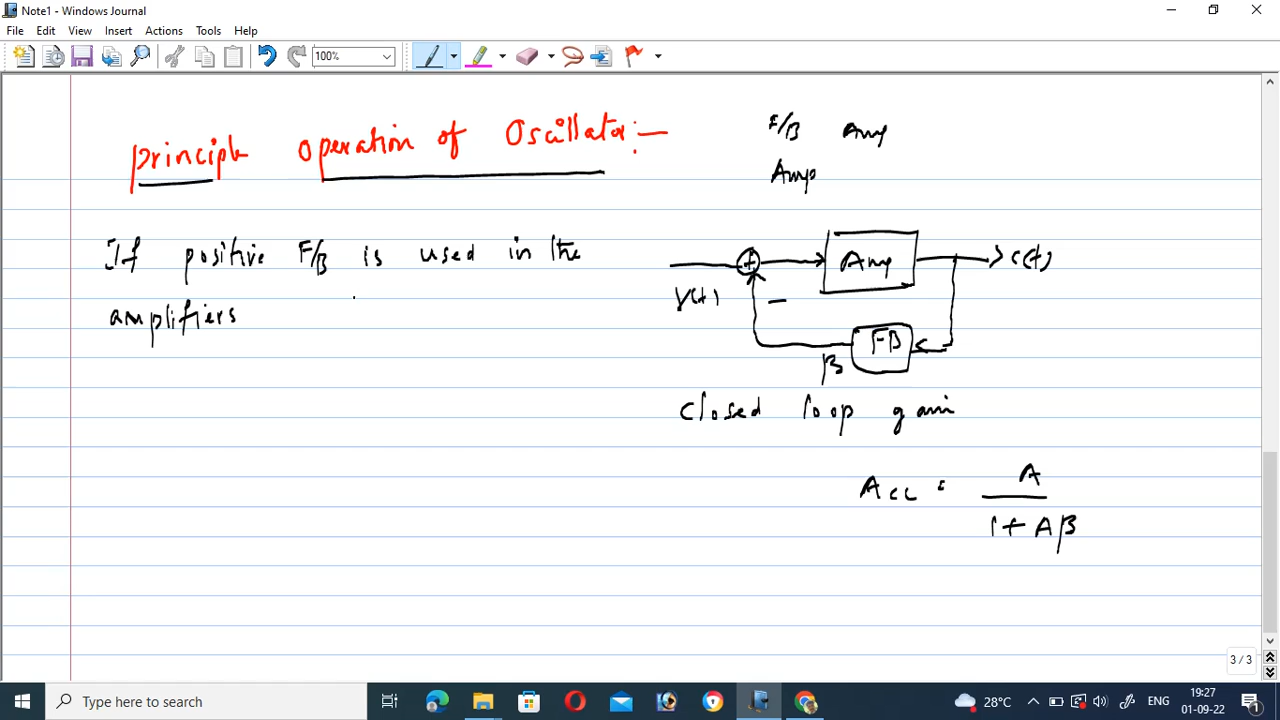 Note1 - Windows Journal
File Edit View Insert Actions Tools Help
100%
principle operation of Oscillator:-
F/B Amp
Amp
If positive F/B is used in the
amplifiers
+ Amp c(t)
r(t) -
FB
β
closed loop gain
ACL = A
1 + Aβ
3 / 3
Type here to search
28°C
ENG
19:27
01-09-22
1